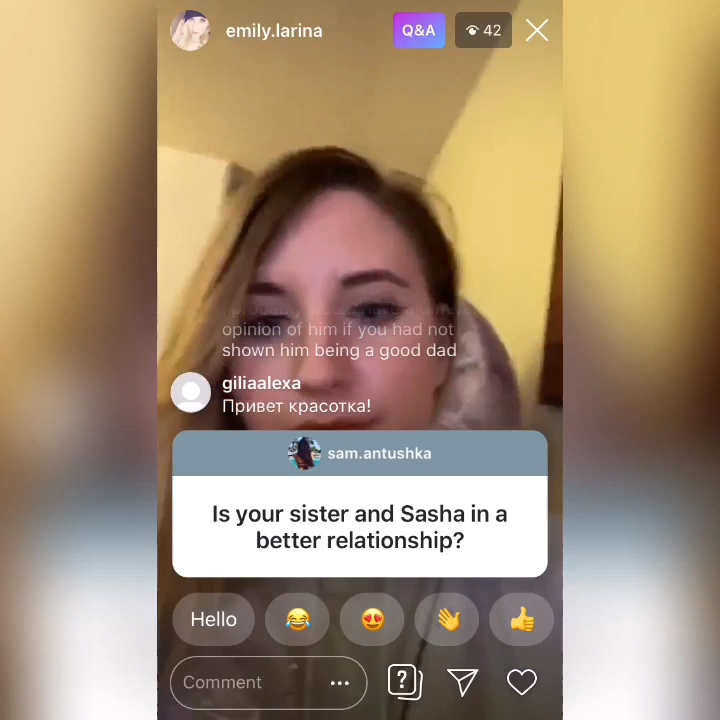 emily.larina
Q&A
42
opinion of him if you had not
shown him being a good dad
giliaalexa
Привет красотка!
sam.antushka
Is your sister and Sasha in a
better relationship?
Hello
Comment